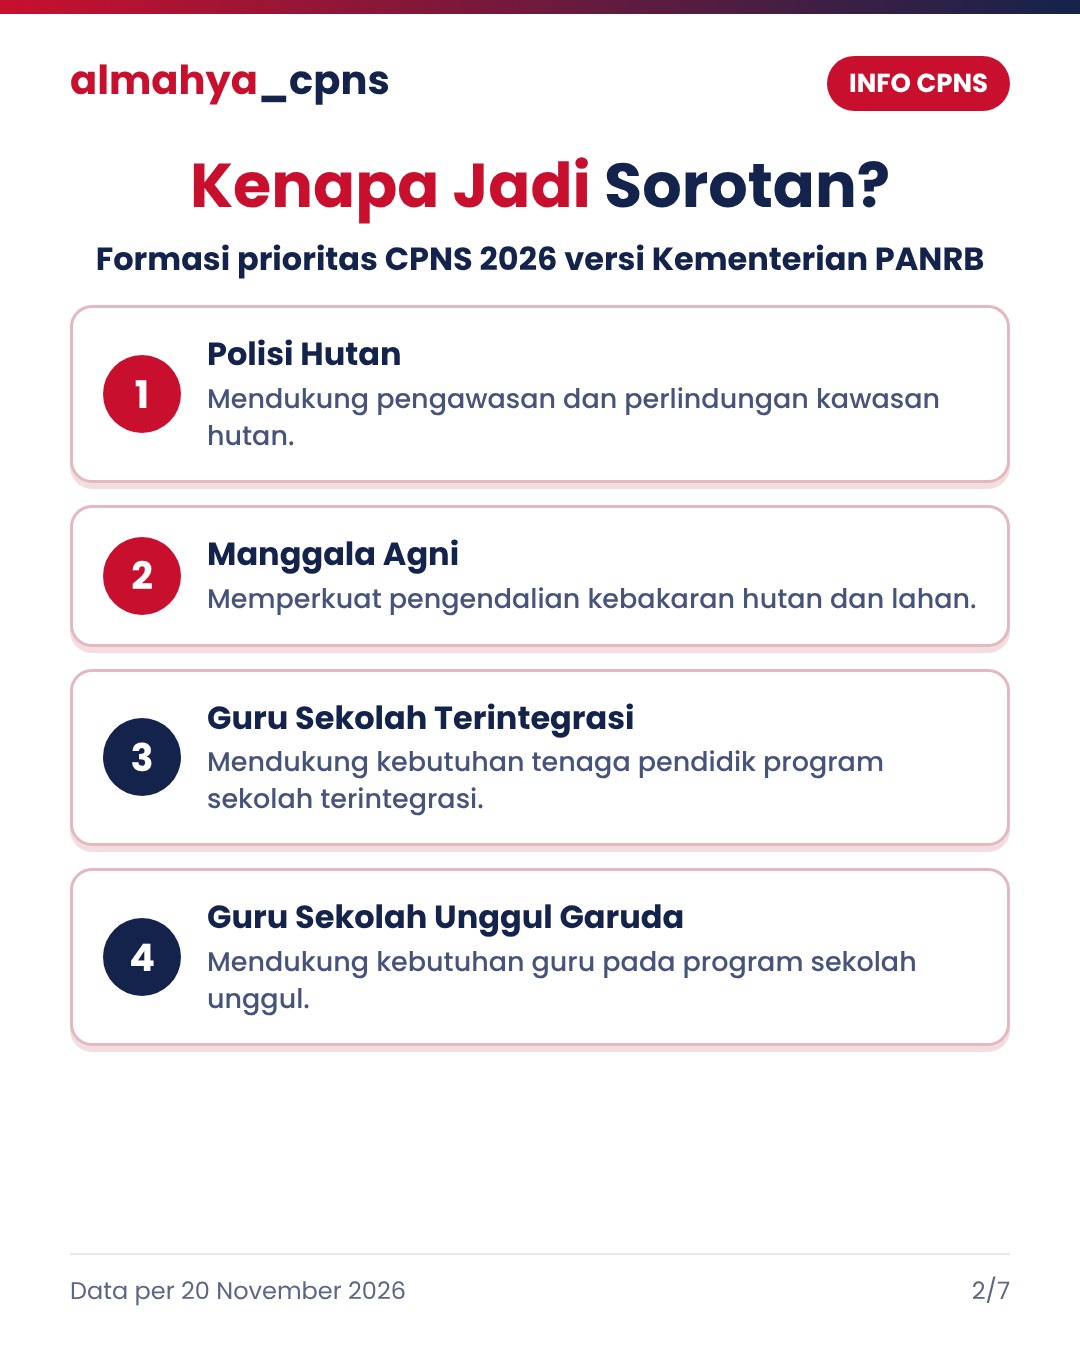 almahya_cpns
INFO CPNS
Kenapa Jadi Sorotan?
Formasi prioritas CPNS 2026 versi Kementerian PANRB
1
Polisi Hutan
Mendukung pengawasan dan perlindungan kawasan
hutan.
2
Manggala Agni
Memperkuat pengendalian kebakaran hutan dan lahan.
3
Guru Sekolah Terintegrasi
Mendukung kebutuhan tenaga pendidik program
sekolah terintegrasi.
4
Guru Sekolah Unggul Garuda
Mendukung kebutuhan guru pada program sekolah
unggul.
Data per 20 November 2026
2/7